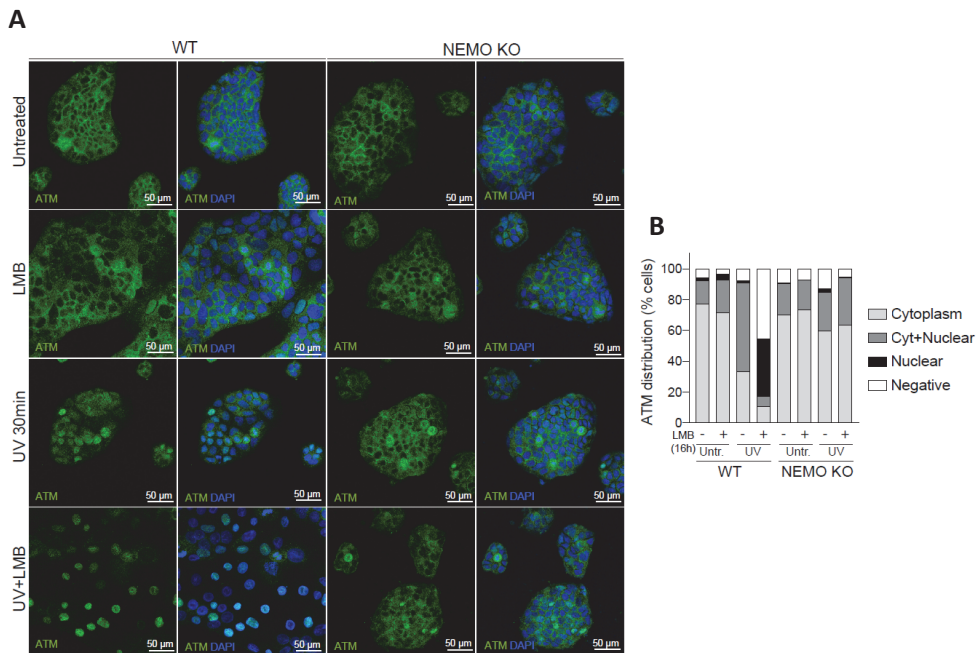 A
WT
NEMO KO
Untreated
ATM
50 µm
ATM DAPI
50 µm
ATM
50 µm
ATM DAPI
50 µm
LMB
ATM
50 µm
ATM DAPI
50 µm
ATM
50 µm
ATM DAPI
50 µm
UV 30min
ATM
50 µm
ATM DAPI
50 µm
ATM
50 µm
ATM DAPI
50 µm
UV+LMB
ATM
50 µm
ATM DAPI
50 µm
ATM
50 µm
ATM DAPI
50 µm
B
ATM distribution (% cells)
100
80
60
40
20
0
LMB - + - + - + - +
(16h) Untr. UV Untr. UV
WT NEMO KO
Cytoplasm
Cyt+Nuclear
Nuclear
Negative